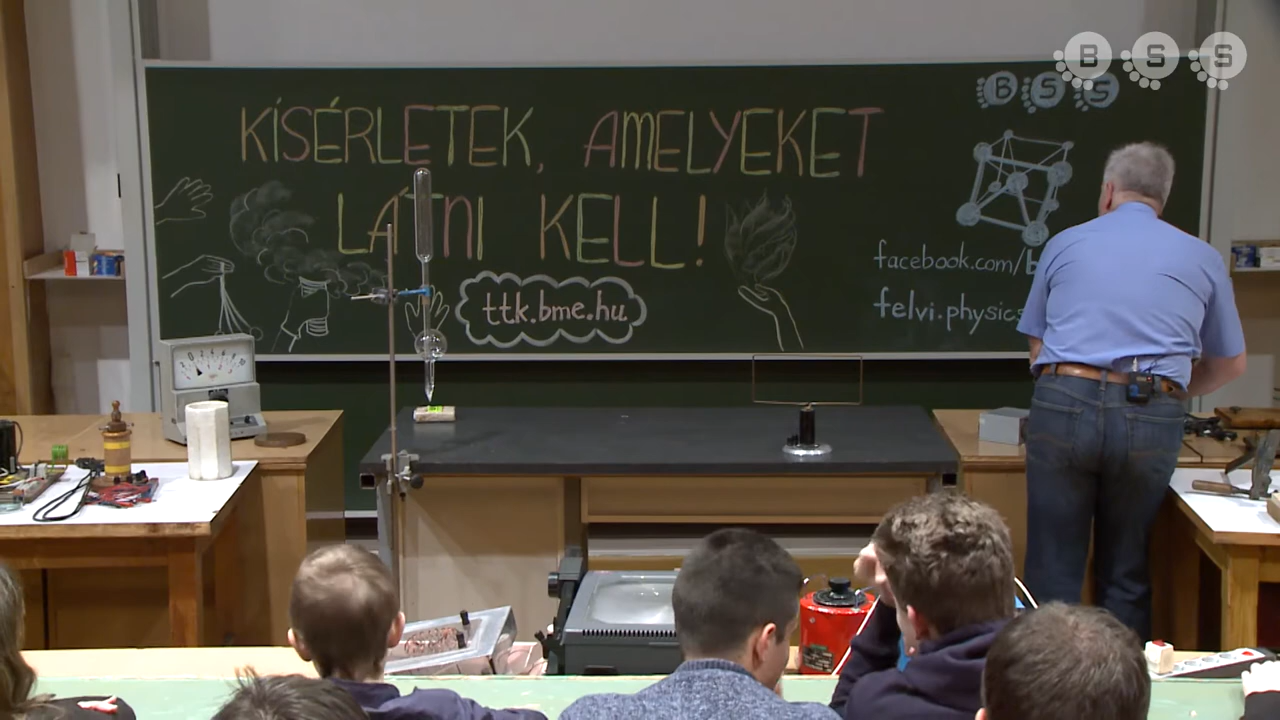 BSS
BSS
KÍSÉRLETEK, AMELYEKET
LÁTNI KELL!
ttk.bme.hu
facebook.com/b
felvi.physics